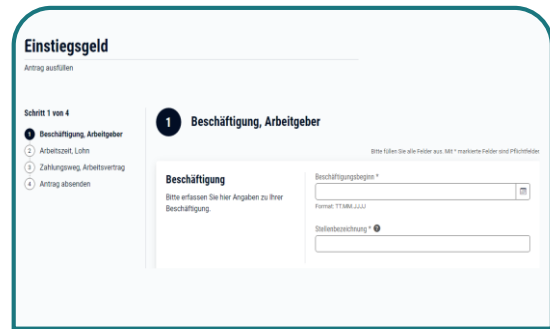 Einstiegsgeld
Antrag ausfüllen
Schritt 1 von 4
1 Beschäftigung, Arbeitgeber
2 Arbeitszeit, Lohn
3 Zahlungsweg, Arbeitsvertrag
4 Antrag absenden
1 Beschäftigung, Arbeitgeber
Bitte füllen Sie alle Felder aus. Mit * markierte Felder sind Pflichtfelder.
Beschäftigung
Bitte erfassen Sie hier Angaben zu Ihrer
Beschäftigung.
Beschäftigungsbeginn *
Format: TT.MM.JJJJ
Stellenbezeichnung * ?